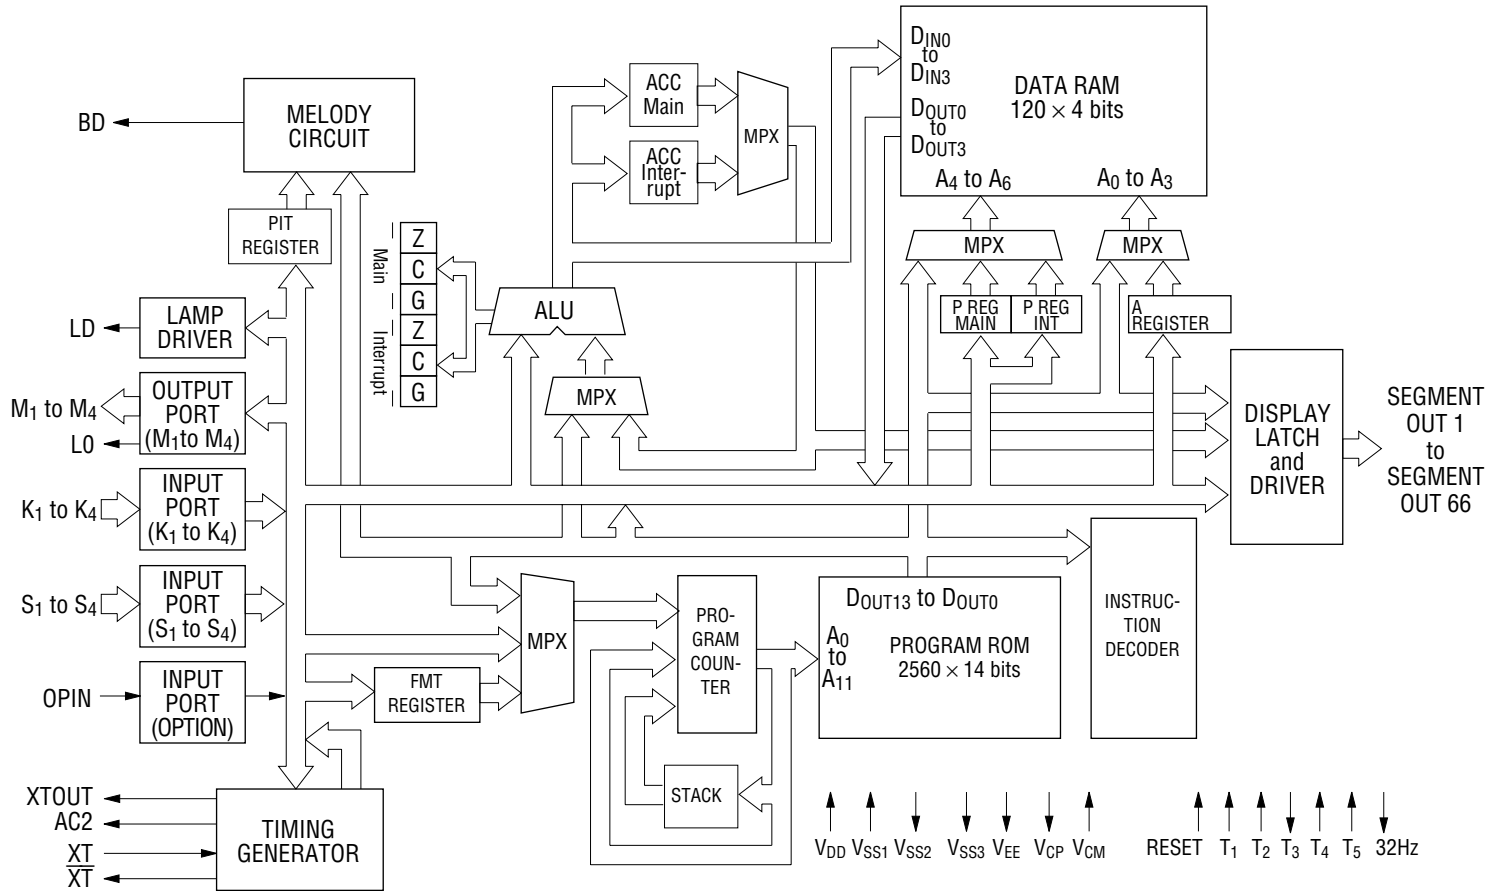 BD
MELODY
CIRCUIT
PIT
REGISTER
LD
LAMP
DRIVER
M1 to M4
L0
OUTPUT
PORT
(M1to M4)
K1 to K4
INPUT
PORT
(K1 to K4)
S1 to S4
INPUT
PORT
(S1 to S4)
OPIN
INPUT
PORT
(OPTION)
XTOUT
AC2
XT
X̅T̅
TIMING
GENERATOR
Main
Z
C
G
Interrupt
Z
C
G
ALU
MPX
ACC
Main
ACC
Inter-
rupt
MPX
DIN0
to
DIN3
DOUT0
to
DOUT3
DATA RAM
120 × 4 bits
A4 to A6
A0 to A3
MPX
MPX
P REG
MAIN
P REG
INT
A
REGISTER
DISPLAY
LATCH
and
DRIVER
SEGMENT
OUT 1
to
SEGMENT
OUT 66
FMT
REGISTER
MPX
PRO-
GRAM
COUN-
TER
STACK
DOUT13 to DOUT0
A0
to
A11
PROGRAM ROM
2560 × 14 bits
INSTRUC-
TION
DECODER
VDD VSS1 VSS2 VSS3 VEE VCP VCM
RESET T1 T2 T3 T4 T5 32Hz